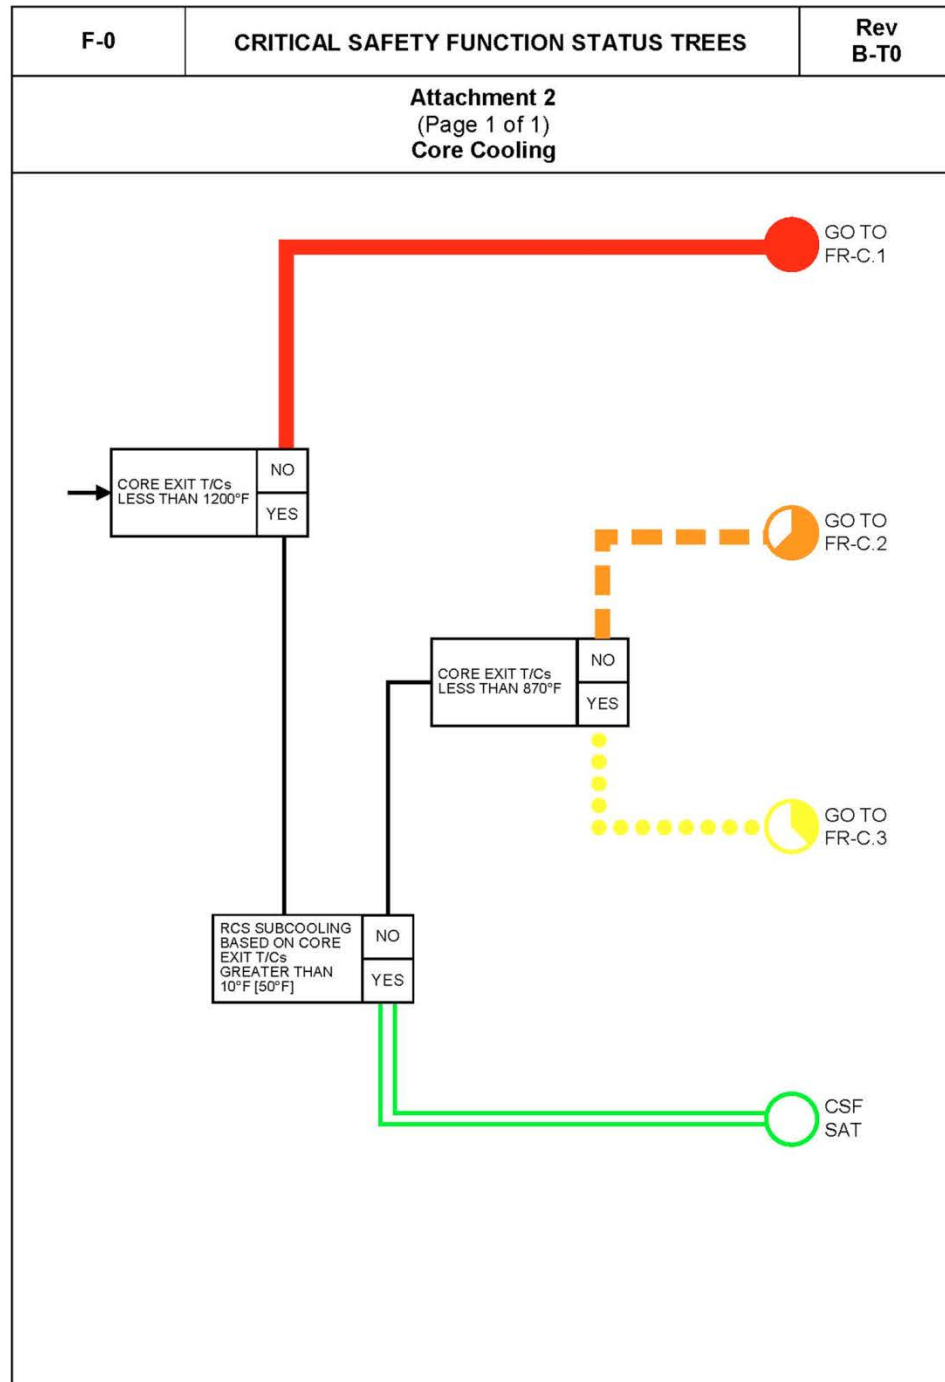 F-0
CRITICAL SAFETY FUNCTION STATUS TREES
Rev
B-T0
Attachment 2
(Page 1 of 1)
Core Cooling
GO TO
FR-C.1
CORE EXIT T/Cs
LESS THAN 1200°F
NO
YES
GO TO
FR-C.2
CORE EXIT T/Cs
LESS THAN 870°F
NO
YES
GO TO
FR-C.3
RCS SUBCOOLING
BASED ON CORE
EXIT T/Cs
GREATER THAN
10°F [50°F]
NO
YES
CSF
SAT